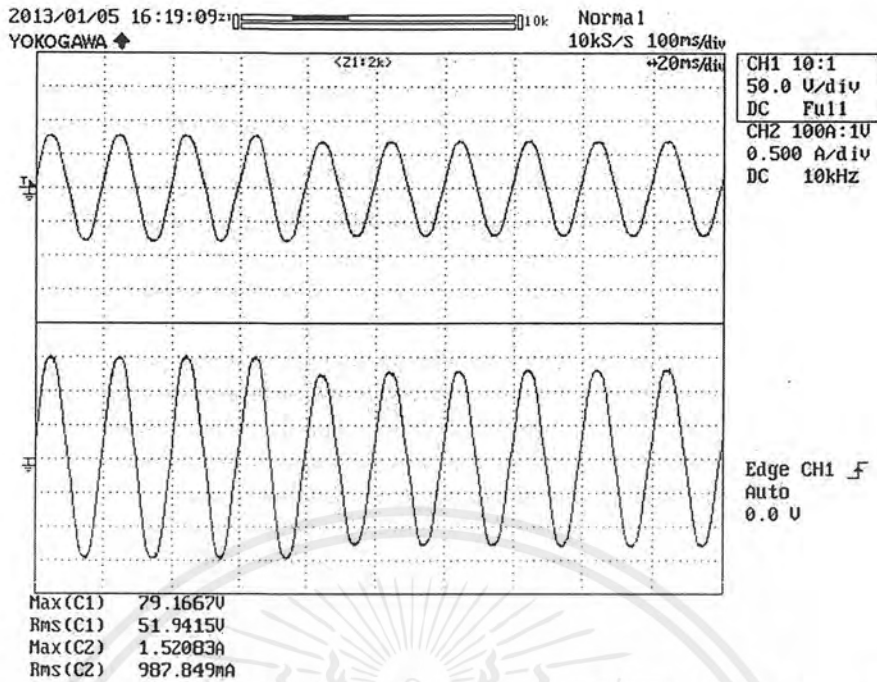 2013/01/05 16:19:09 Z1 10k Normal
YOKOGAWA 10kS/s 100ms/div
<Z1:2k> ↔20ms/div
CH1 10:1
50.0 V/div
DC Full
CH2 100A:1V
0.500 A/div
DC 10kHz
T
Edge CH1
Auto
0.0 V
Max(C1) 79.1667V
Rms(C1) 51.9415V
Max(C2) 1.52083A
Rms(C2) 987.849mA